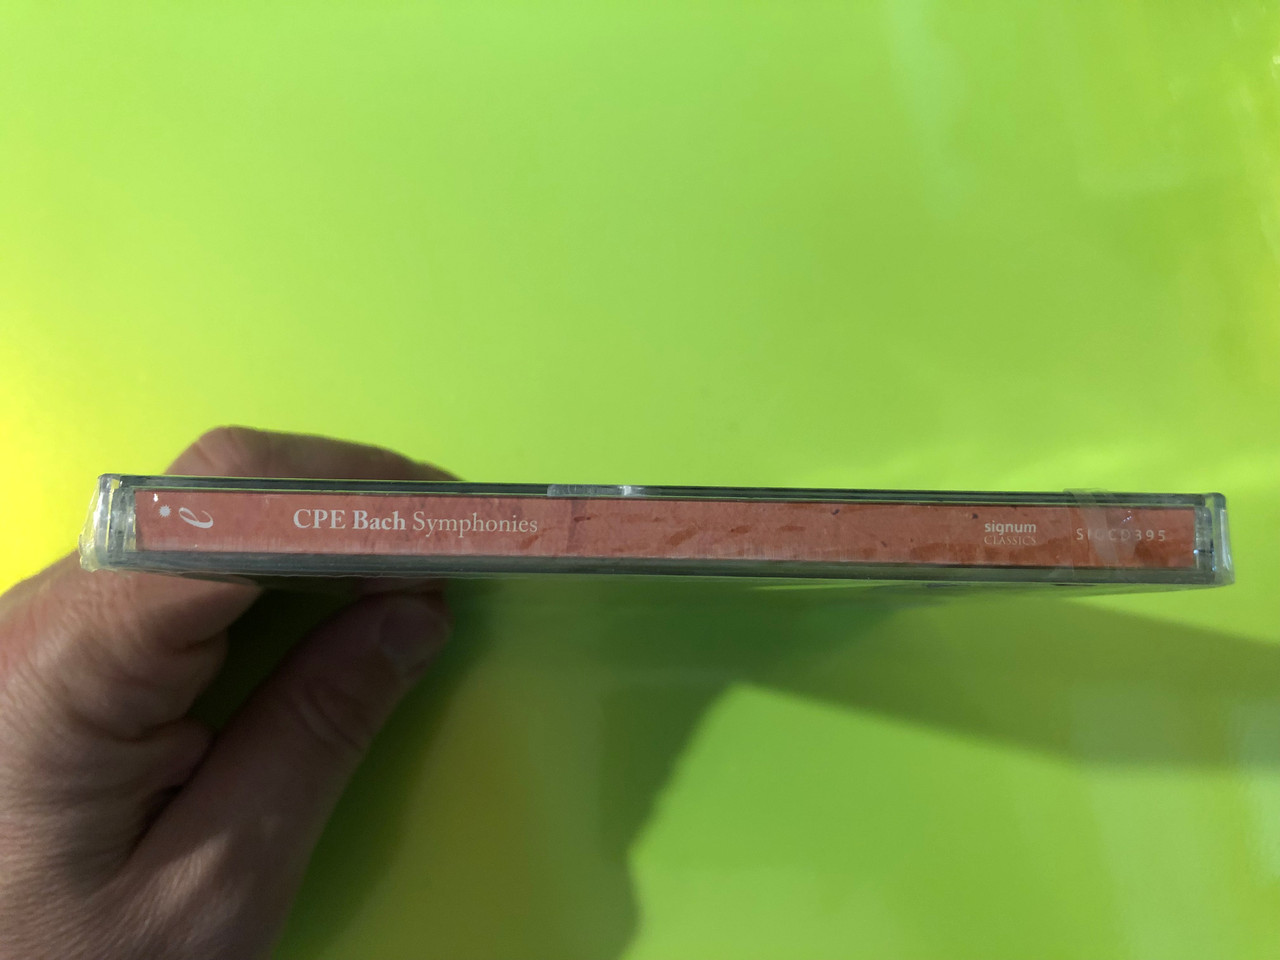 e
CPE Bach Symphonies
signum
CLASSICS
SIGCD395